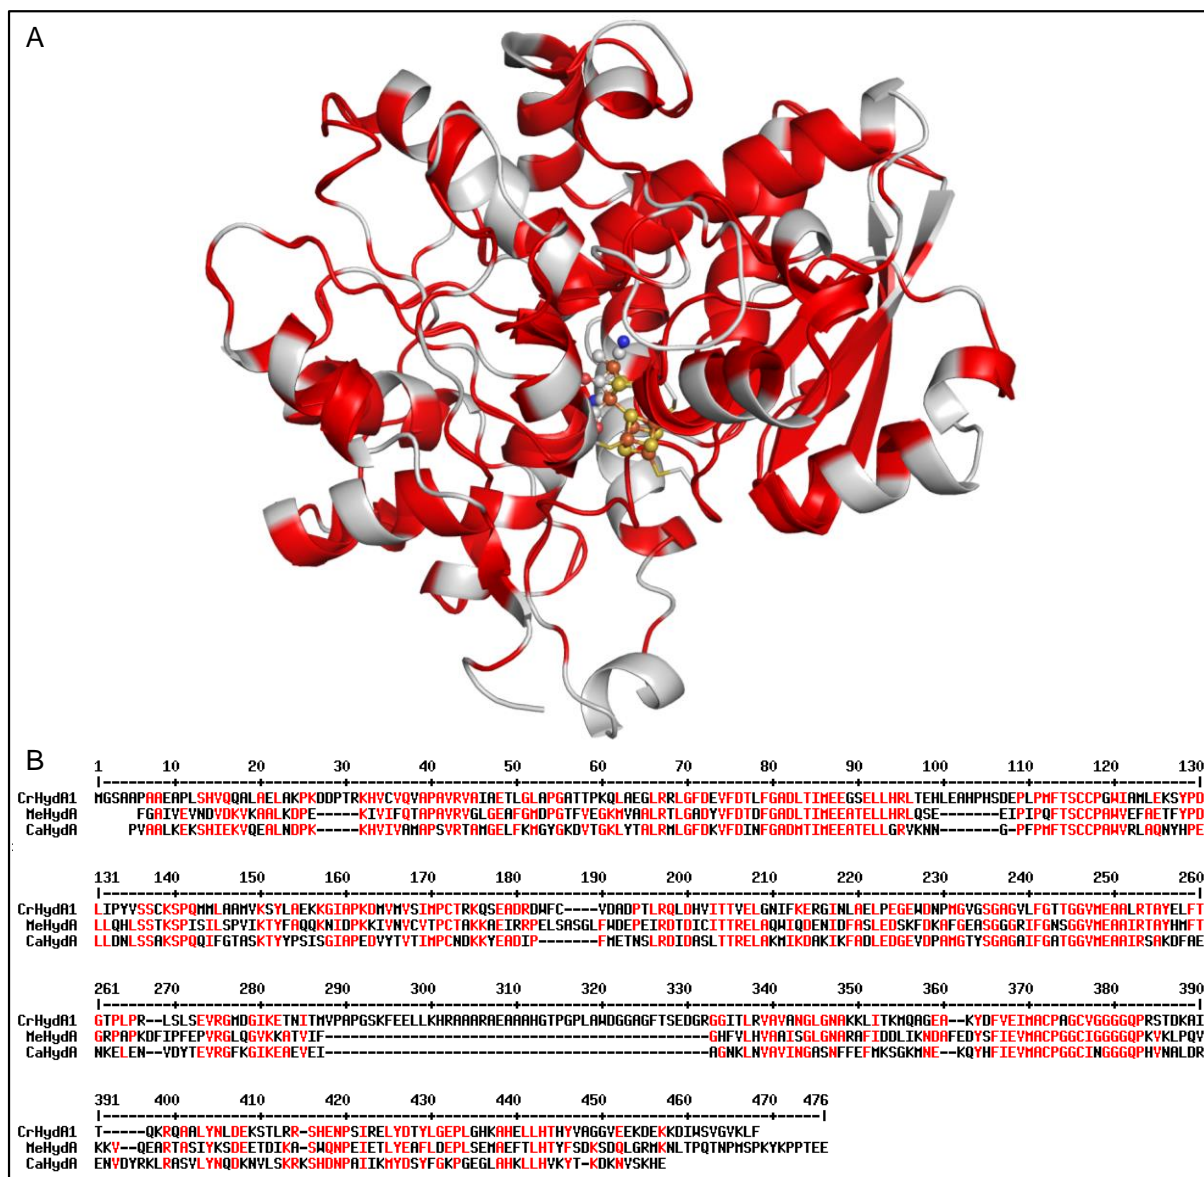 A
B
1 10 20 30 40 50 60 70 80 90 100 110 120 130
CrHydA1 MGSAAPAAEAPLSHVQQALAELAKPKDDPTRKHVCVQVAPAVRVAIAETLGLAPGATTPKQLAEGLRRLGFDEVFDTLFGADLTIMEEGSELLHRLTEHLEAHPHSDEPLPMFTSCCPGWIAMLEKSYPD
MeHydA FGAIVEVNDVDKVKAALKDPE-----KIVIFQTAPAVRVGLGEAFGMDPGTFVEGKMVAALRTLGADYVFDTDFGADLTIMEEATELLHRLQSE-------EIPIPQFTSCCPAWVEFAETFYPD
CaHydA PVAALKEKSHIEKVQEALNDPK-----KHVIVAMAPSVRTAMGELFKMGYGKDVTGKLYTALRMLGFDKVFDINFGADMTIMEEATELLGRVKNN-------G-PFPMFTSCCPAWVRLAQNYHPE
131 140 150 160 170 180 190 200 210 220 230 240 250 260
CrHydA1 LIPYVSSCKSPQMMLAAMVKSYLAEKKGIAPKDMVMVSIMPCTRKQSEADRDWFC----VDADPTLRQLDHVITTVELGNIFKERGINLAELPEGEWDNPMGVGSGAGVLFGTTGGVMEAALRTAYELFT
MeHydA LLQHLSSTKSPISILSPVIKTYFAQQKNIDPKKIVNVCVTPCTAKKAEIRRPELSASGLFWDEPEIRDTDICITTRELAQWIQDENIDFASLEDSKFDKAFGEASGGGRIFGNSGGVMEAAIRTAYHMFT
CaHydA LLDNLSSAKSPQQIFGTASKTYYPSISGIAPEDVYTVTIMPCNDKKYEADIP-------FMETNSLRDIDASLTTRELAKMIKDAKIKFADLEDGEVDPAMGTYSGAGAIFGATGGVMEAAIRSAKDFAE
261 270 280 290 300 310 320 330 340 350 360 370 380 390
CrHydA1 GTPLPR--LSLSEVRGMDGIKETNITMVPAPGSKFEELLKHRAAARAEAAAHGTPGPLAWDGGAGFTSEDGRGGITLRVAVANGLGNAKKLITKMQAGEA--KYDFVEIMACPAGCVGGGGQPRSTDKAI
MeHydA GRPAPKDFIPFEPVRGLQGVKKATVIF---------------------------------------------GHFVLHVAAISGLGNARAFIDDLIKNDAFEDYSFIEVMACPGGCIGGGGQPKVKLPQV
CaHydA NKELEN--VDYTEVRGFKGIKEAEVEI---------------------------------------------AGNKLNVAVINGASNFFEFMKSGKMNE--KQYHFIEVMACPGGCINGGGQPHVNALDR
391 400 410 420 430 440 450 460 470 476
CrHydA1 T-----QKRQAALYNLDEKSTLRR-SHENPSIRELYDTYLGEPLGHKAHELLHTHYVAGGVEEKDEKKDIWSVGVKLF
MeHydA KKV--QEARTASIYKSDEETDIKA-SWQNPEIETLYEAFLDEPLSEMAEFTLHTYFSDKSDQLGRMKNLTPQTNPMSPKYKPPTEE
CaHydA ENVDYRKLRASVLYNQDKNVLSKRKSHDNPAIIKMYDSYFGKPGEGLAHKLLHVKYT-KDKNVSKHE